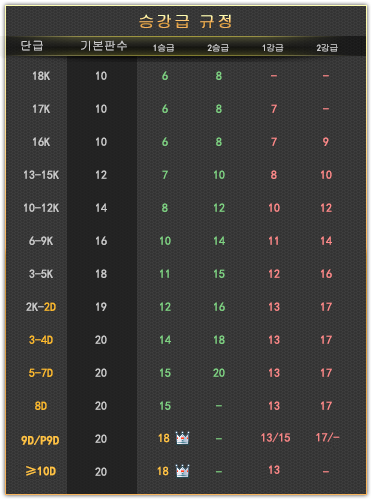 승강급 규정
단급 기본판수 1승급 2승급 1강급 2강급
18K 10 6 8 – –
17K 10 6 8 7 –
16K 10 6 8 7 9
13-15K 12 7 10 8 10
10-12K 14 8 12 10 12
6-9K 16 10 14 11 14
3-5K 18 11 15 12 16
2K-2D 19 12 16 13 17
3-4D 20 14 18 13 17
5-7D 20 15 20 13 17
8D 20 15 – 13 17
9D/P9D 20 18 – 13/15 17/-
≥10D 20 18 – 13 –